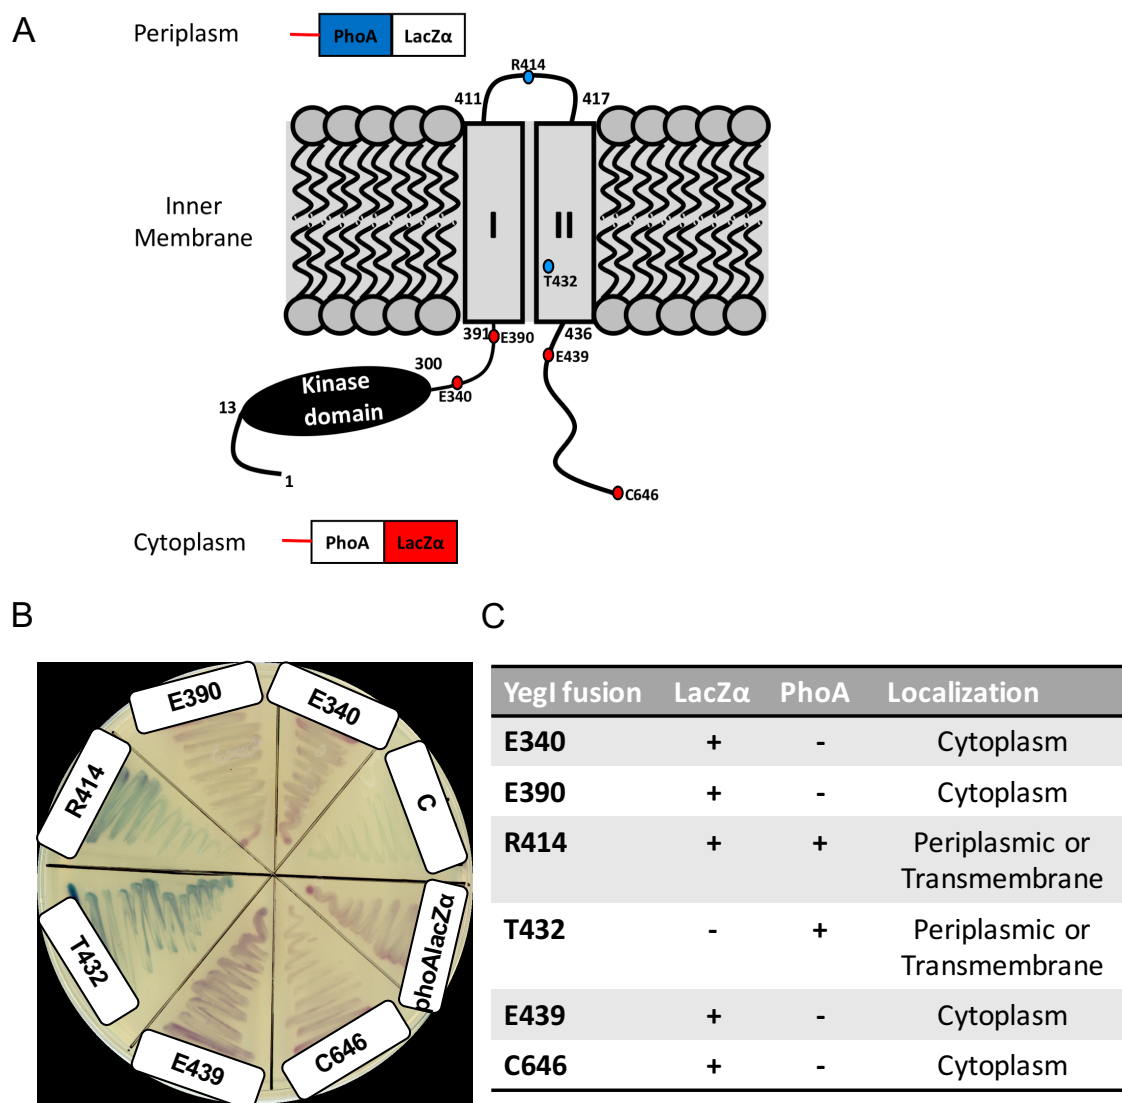 A
Periplasm
PhoA LacZα
R414
411
417
Inner
Membrane
I
II
T432
391
E390
436
E439
300
E340
Kinase
domain
13
1
C646
Cytoplasm
PhoA LacZα
B
E390
E340
R414
C
T432
phoAlacZα
E439
C646
C
YegI fusion LacZα PhoA Localization
E340 + - Cytoplasm
E390 + - Cytoplasm
R414 + + Periplasmic or
Transmembrane
T432 - + Periplasmic or
Transmembrane
E439 + - Cytoplasm
C646 + - Cytoplasm